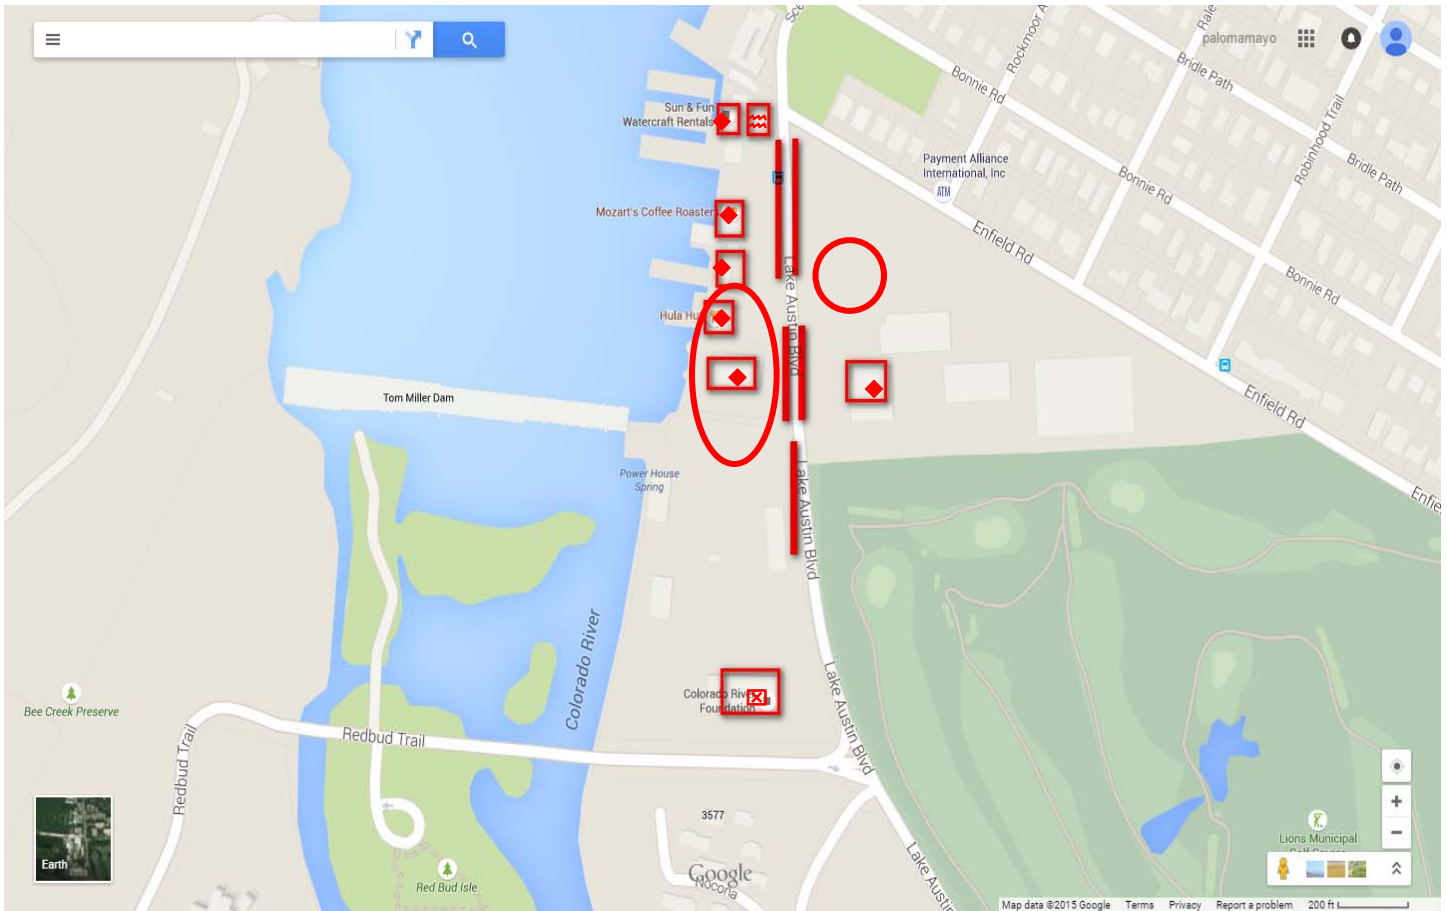 palomamayo
Rockmoor A
Bonnie Rd
Bridle Path
Robinhood Trail
Bridle Path
Sun & Fun
Watercraft Rentals
Payment Alliance
International, Inc
ATM
Bonnie Rd
Mozart's Coffee Roaster
Enfield Rd
Bonnie Rd
Lake Austin Blvd
Hula Hu
Tom Miller Dam
Enfield Rd
Power House
Spring
Lake Austin Blvd
Enfie
Colorado River
Lake Austin Blvd
Colorado River
Foundation
Bee Creek Preserve
Redbud Trail
Redbud Trail
3577
Lions Municipal
Earth
Google
Nocona
Red Bud Isle
Lake Austin
Map data ©2015 Google Terms Privacy Report a problem 200 ft